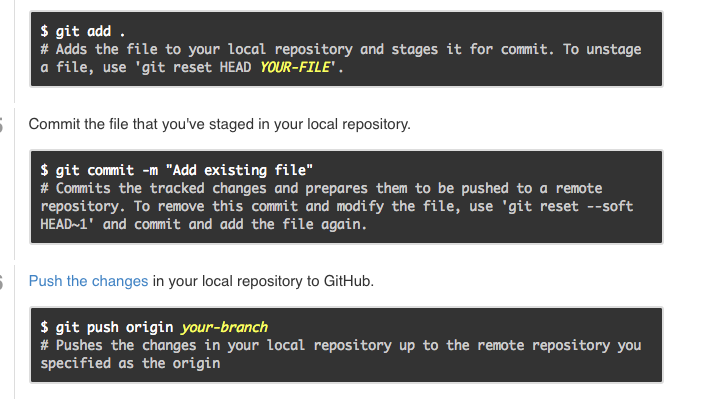 $ git add .
# Adds the file to your local repository and stages it for commit. To unstage
a file, use 'git reset HEAD YOUR-FILE'.
Commit the file that you've staged in your local repository.
$ git commit -m "Add existing file"
# Commits the tracked changes and prepares them to be pushed to a remote
repository. To remove this commit and modify the file, use 'git reset --soft
HEAD~1' and commit and add the file again.
Push the changes in your local repository to GitHub.
$ git push origin your-branch
# Pushes the changes in your local repository up to the remote repository you
specified as the origin